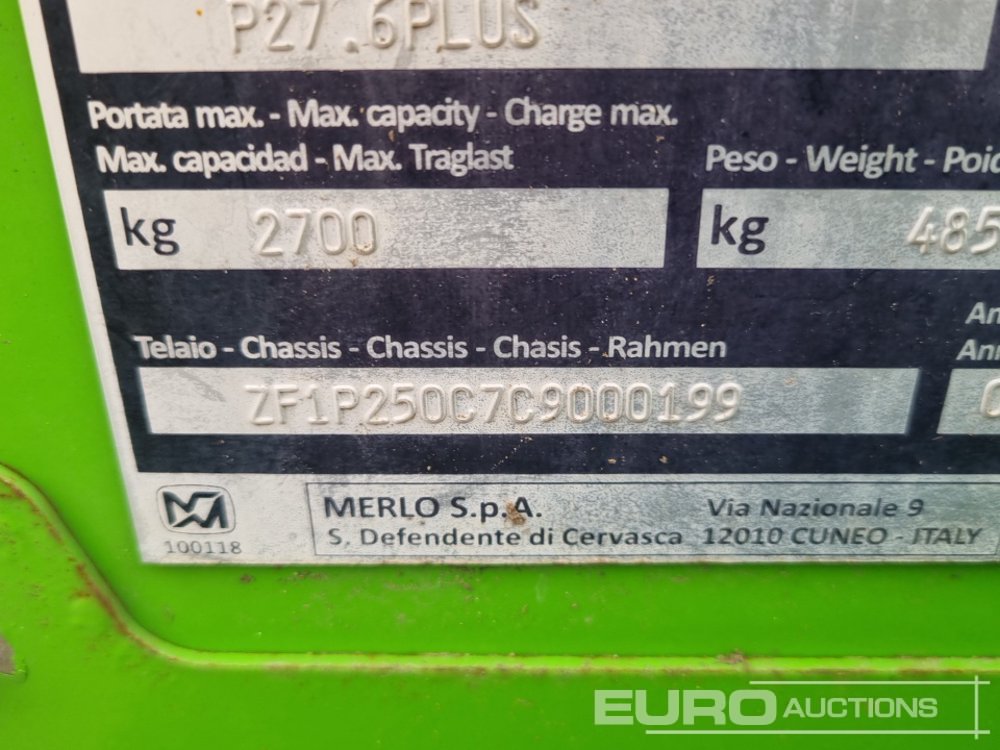 P27.6PLUS
Portata max. - Max. capacity - Charge max.
Max. capacidad - Max. Traglast
Peso - Weight - Poid
kg 2700
kg 485
Telaio - Chassis - Chassis - Chasis - Rahmen
An
Ann
ZF1P250C7C9000199
100118
MERLO S.p.A.
Via Nazionale 9
S. Defendente di Cervasca
12010 CUNEO - ITALY
EURO AUCTIONS